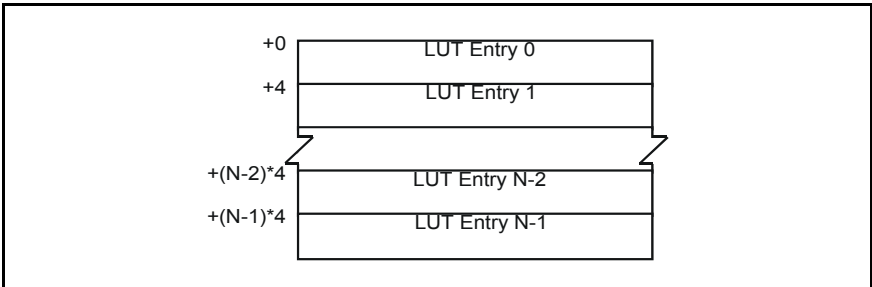 +0 LUT Entry 0
+4 LUT Entry 1
+(N-2)*4 LUT Entry N-2
+(N-1)*4 LUT Entry N-1